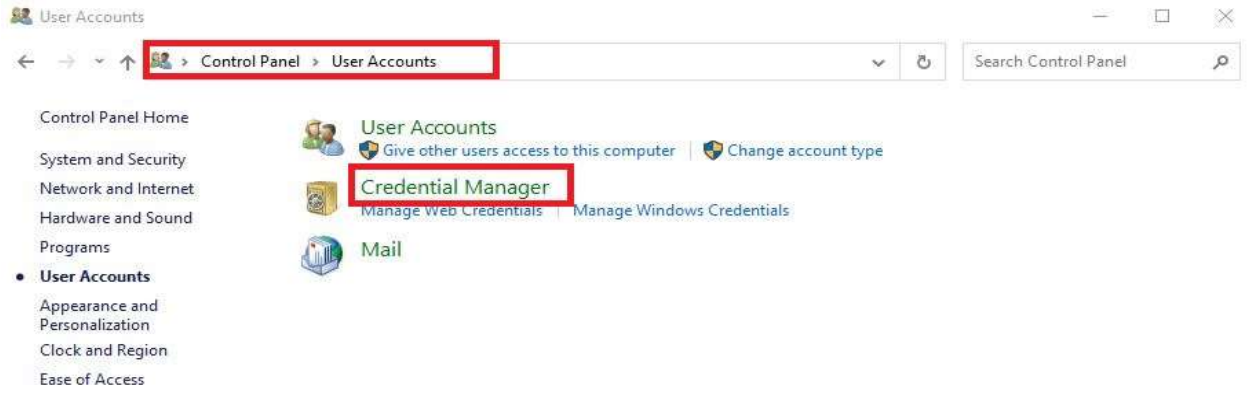 User Accounts
Control Panel > User Accounts
Search Control Panel
Control Panel Home
System and Security
Network and Internet
Hardware and Sound
Programs
User Accounts
Appearance and
Personalization
Clock and Region
Ease of Access
User Accounts
Give other users access to this computer | Change account type
Credential Manager
Manage Web Credentials | Manage Windows Credentials
Mail